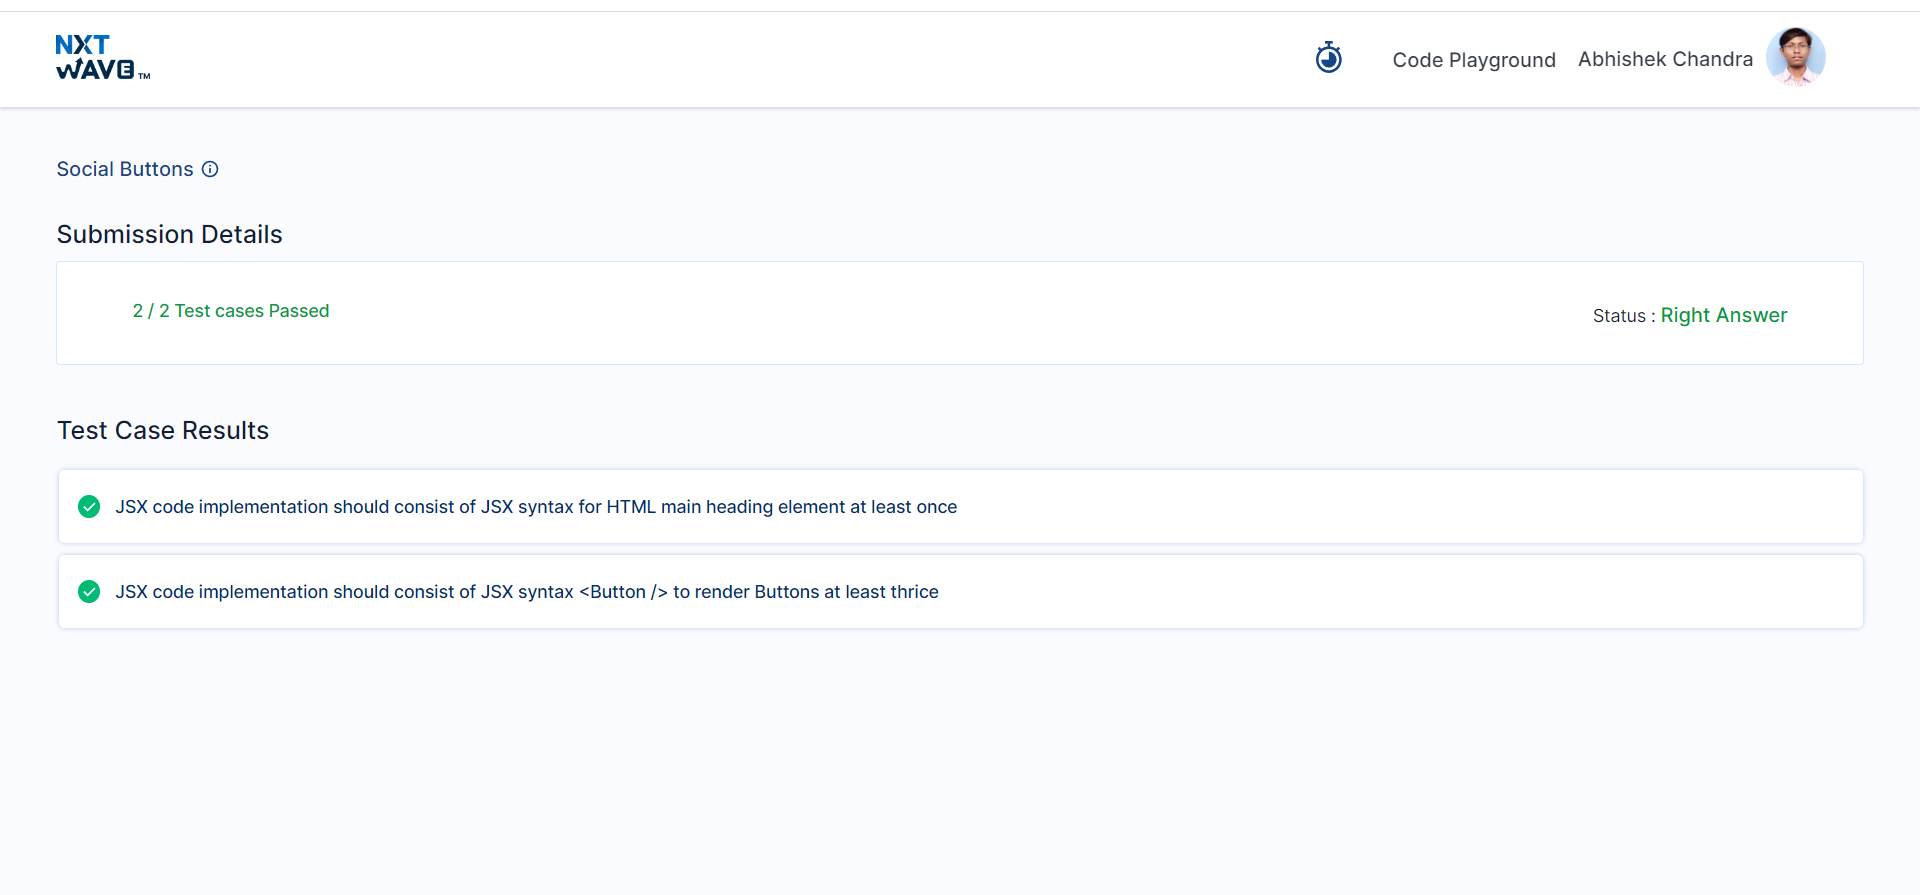 NXT
WAVE TM
Code Playground
Abhishek Chandra
Social Buttons
Submission Details
2 / 2 Test cases Passed
Status : Right Answer
Test Case Results
JSX code implementation should consist of JSX syntax for HTML main heading element at least once
JSX code implementation should consist of JSX syntax <Button /> to render Buttons at least thrice